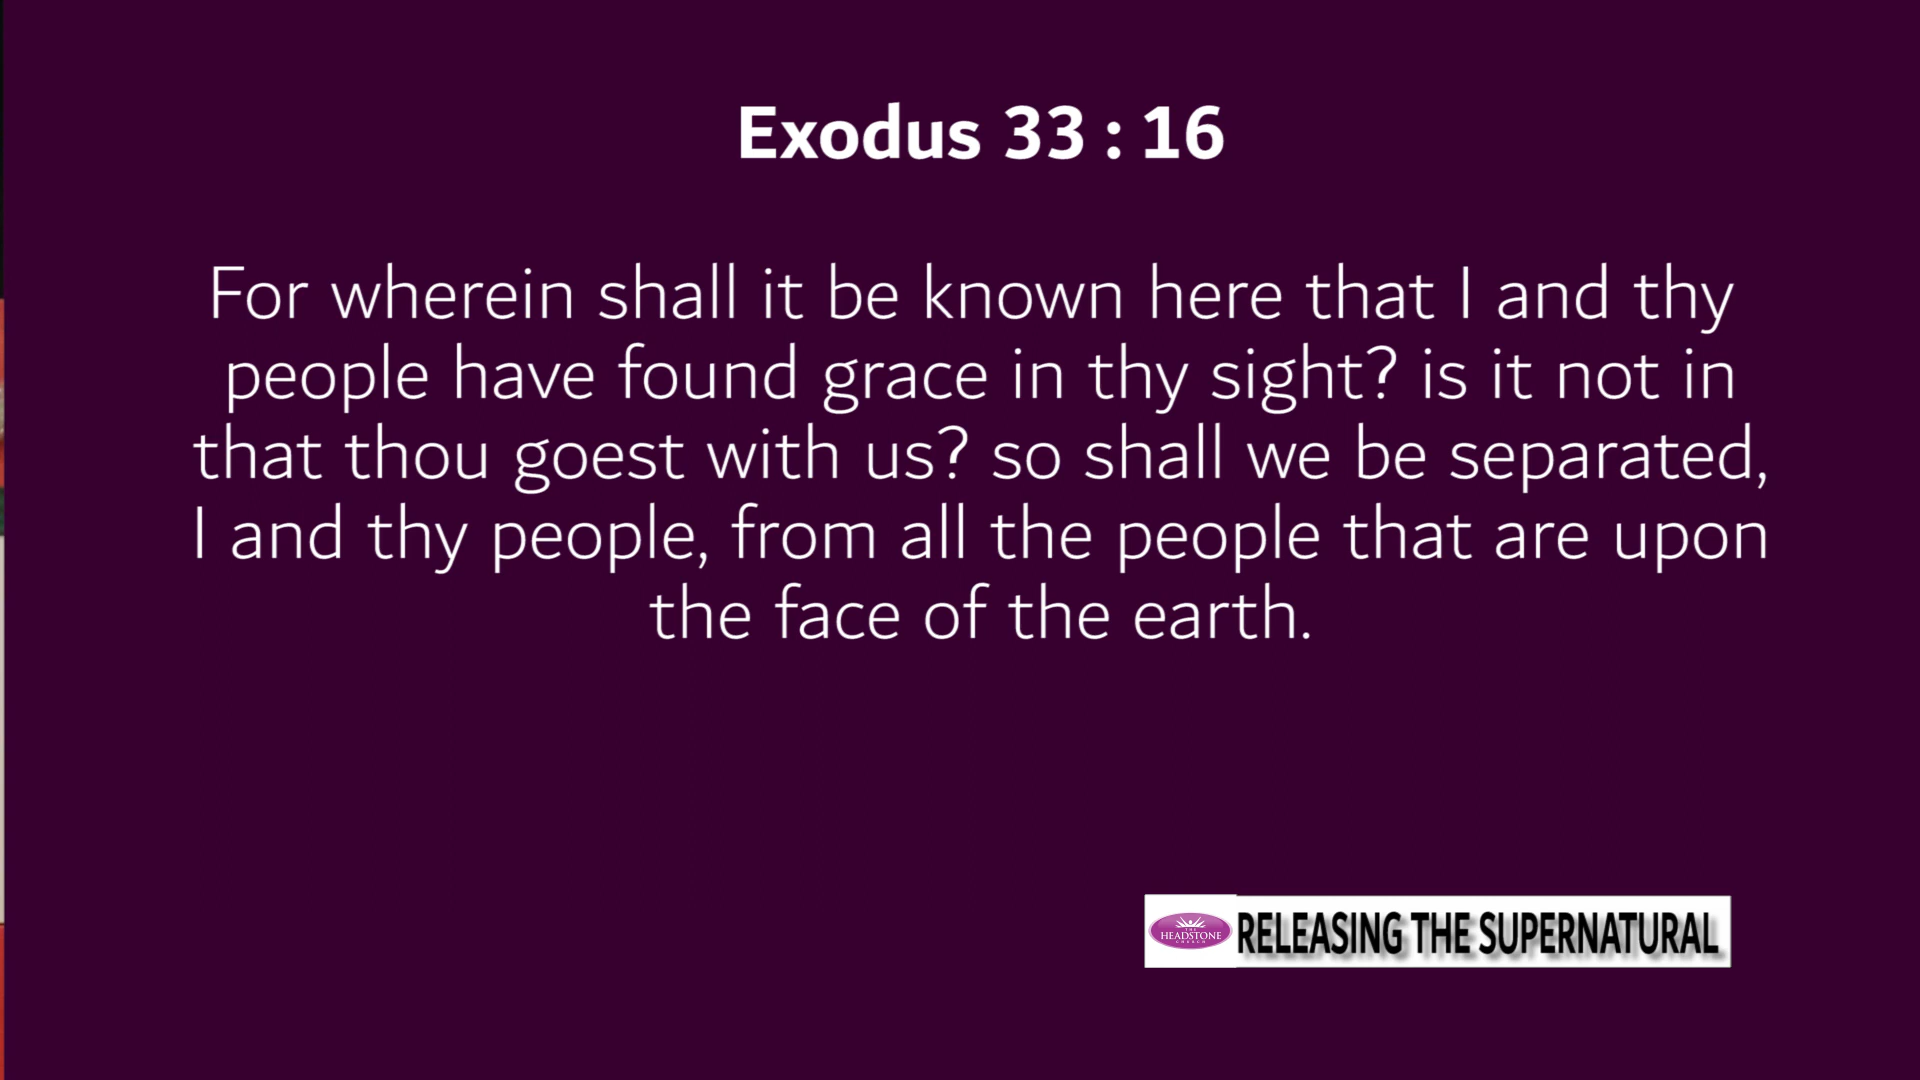 Exodus 33 : 16
For wherein shall it be known here that I and thy
people have found grace in thy sight? is it not in
that thou goest with us? so shall we be separated,
I and thy people, from all the people that are upon
the face of the earth.
THE
HEADSTONE
CHURCH
RELEASING THE SUPERNATURAL